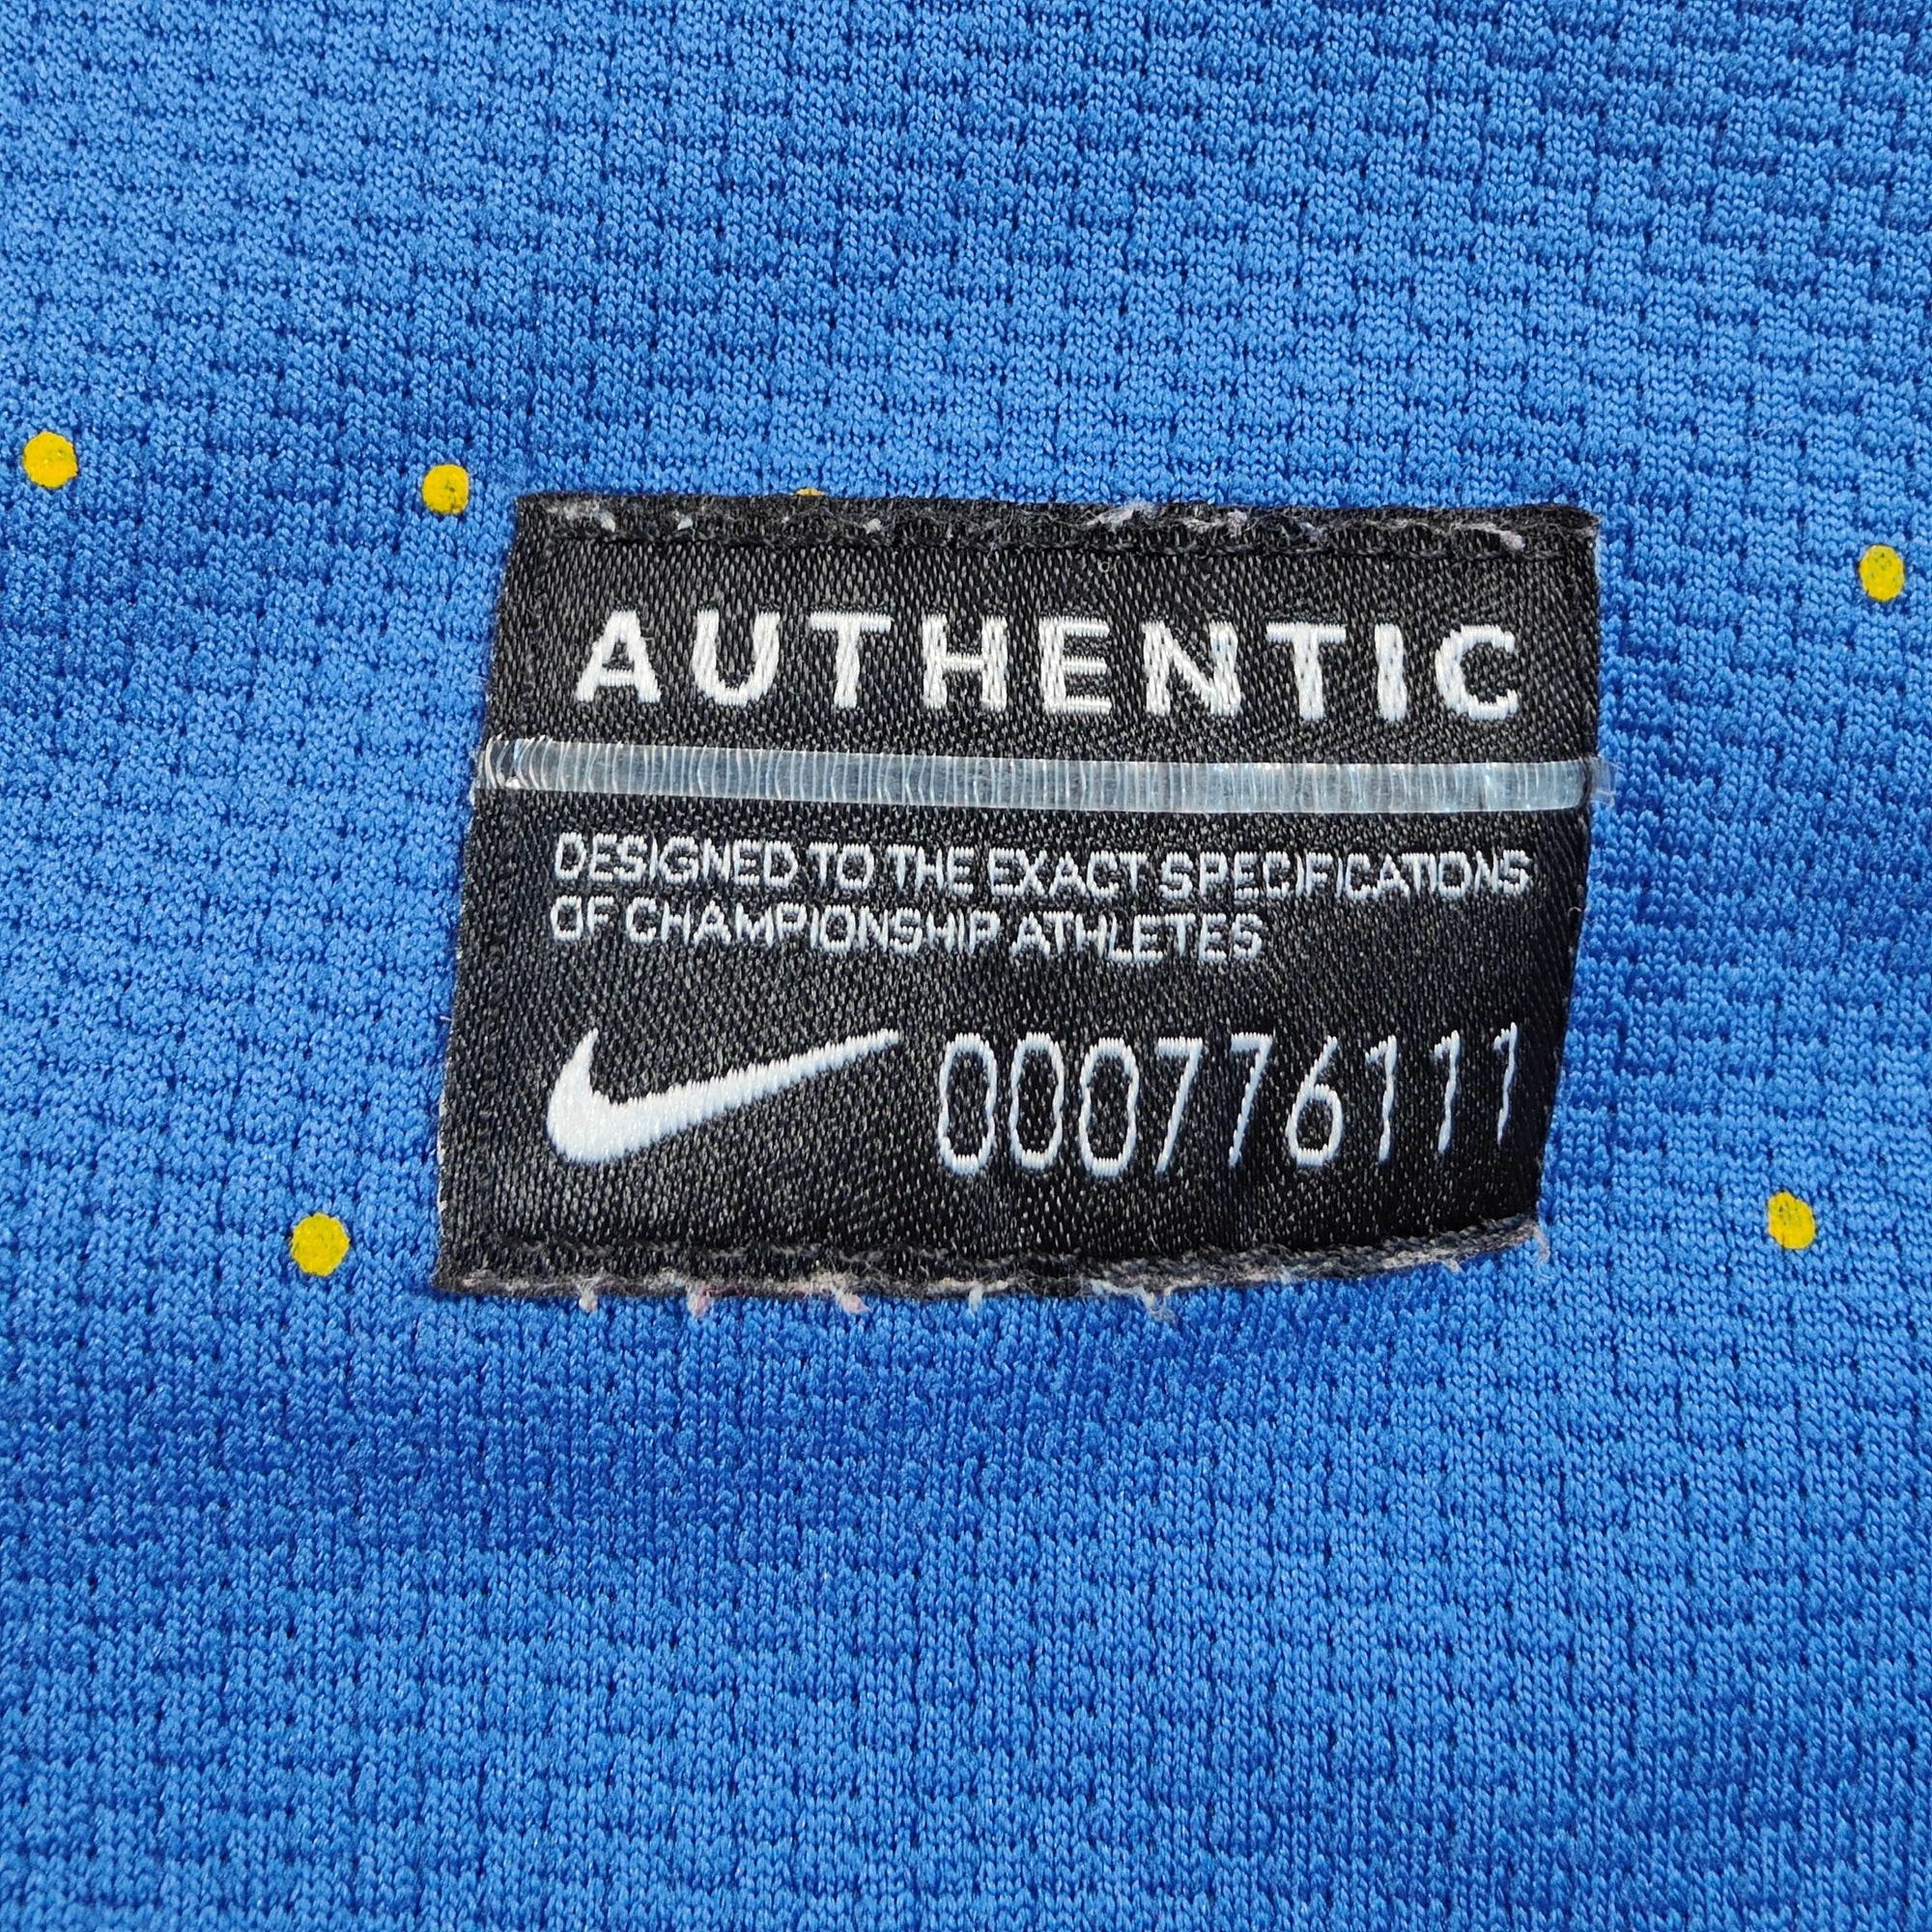 AUTHENTIC
DESIGNED TO THE EXACT SPECIFICATIONS
OF CHAMPIONSHIP ATHLETES
000776111